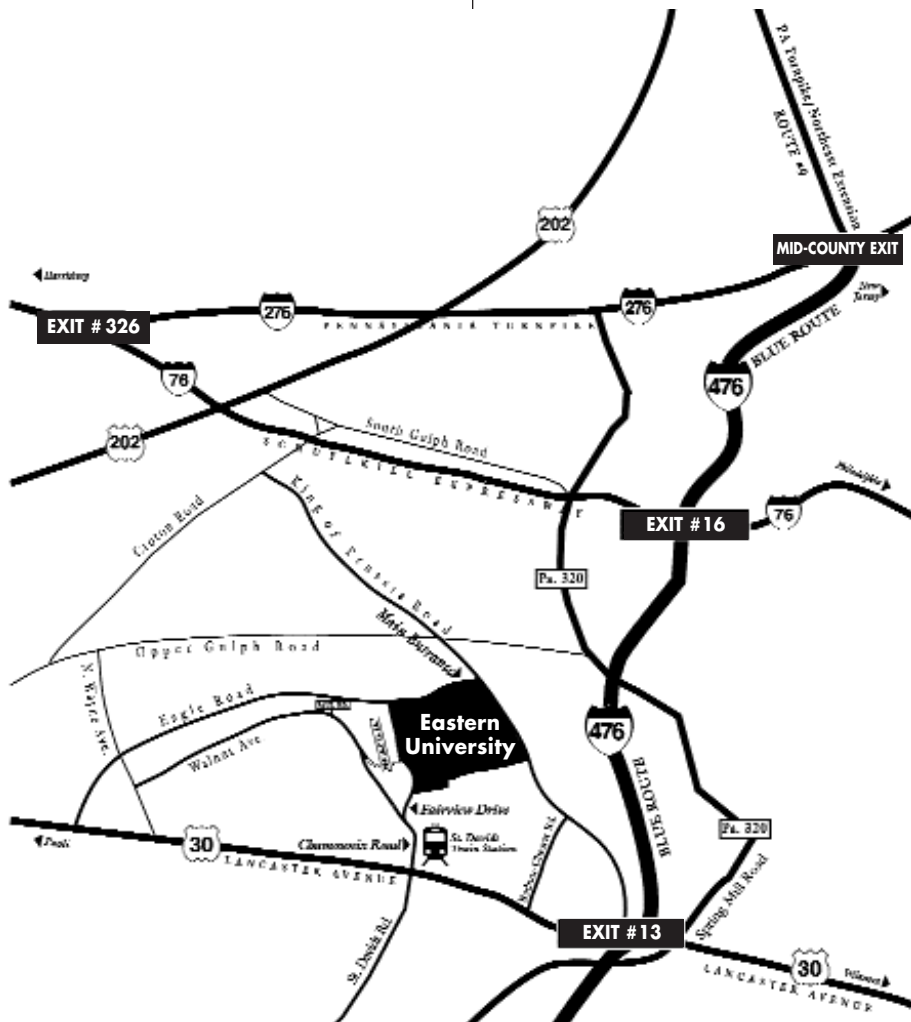 PA Turnpike/Northeast Extension
ROUTE #9
202
MID-COUNTY EXIT
Harrisburg
New
Jersey
276
276
EXIT # 326
PENNSYLVANIA TURNPIKE
BLUE ROUTE
76
476
202
South Gulph Road
SCHUYLKILL EXPRESSWAY
Philadelphia
King of Prussia Road
Croton Road
EXIT #16
76
Pa. 320
Main Entrance
Upper Gulph Road
N. Wayne Ave.
Eagle Road
Eastern
University
476
Walnut Ave
BLUE ROUTE
Fairview Drive
Pa. 320
Paoli
30
Chamounix Road
St. Davids
Train Station
LANCASTER AVENUE
Spring Mill Road
EXIT #13
St. Davids Rd.
30
LANCASTER AVENUE